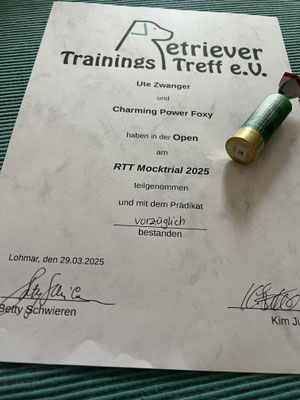 Retriever
Trainings Treff e.V.
Ute Zwanger
und
Charming Power Foxy
haben in der Open
am
RTT Mocktrial 2025
teilgenommen
und mit dem Prädikat
vorzüglich
bestanden
Lohmar, den 29.03.2025
Betty Schwieren
Kim Ji